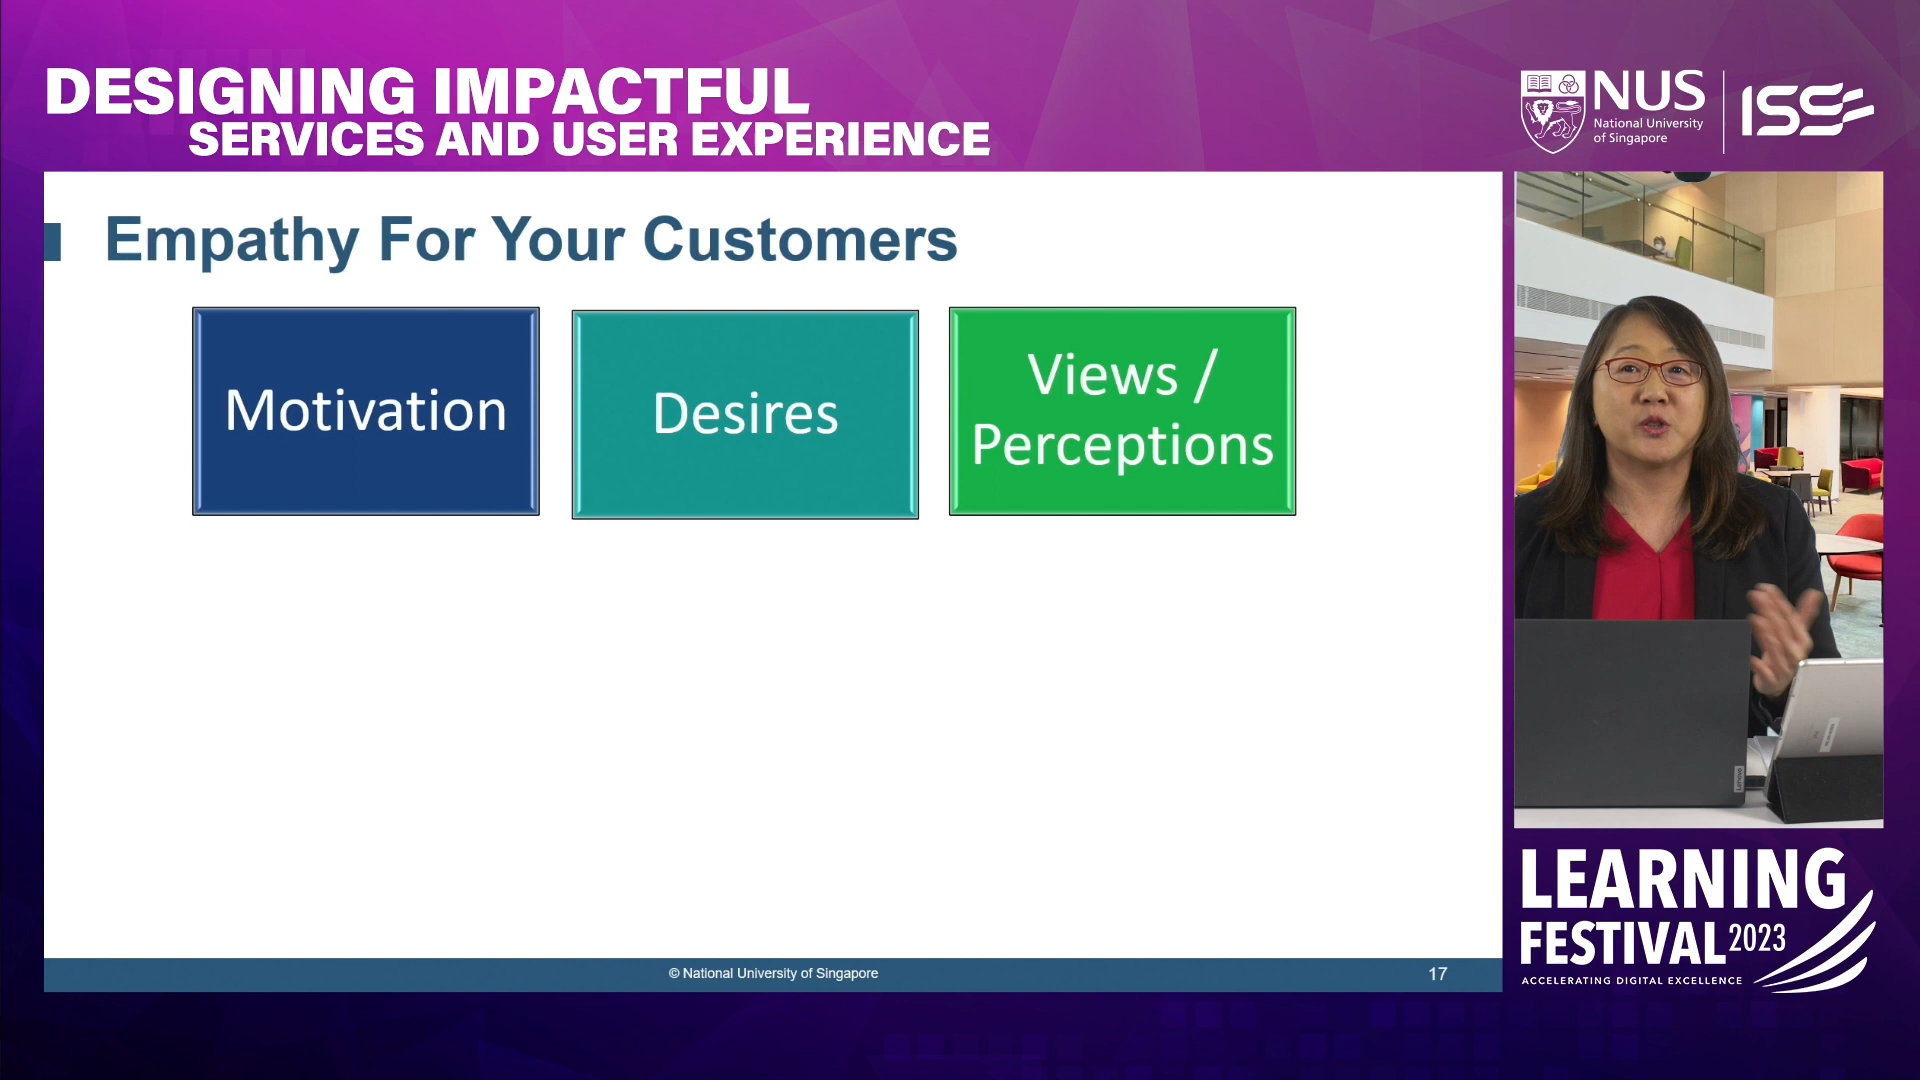 DESIGNING IMPACTFUL
SERVICES AND USER EXPERIENCE
NUS
National University
of Singapore
ISS
Empathy For Your Customers
Motivation
Desires
Views /
Perceptions
© National University of Singapore
17
Lenovo
LEARNING
FESTIVAL 2023
ACCELERATING DIGITAL EXCELLENCE